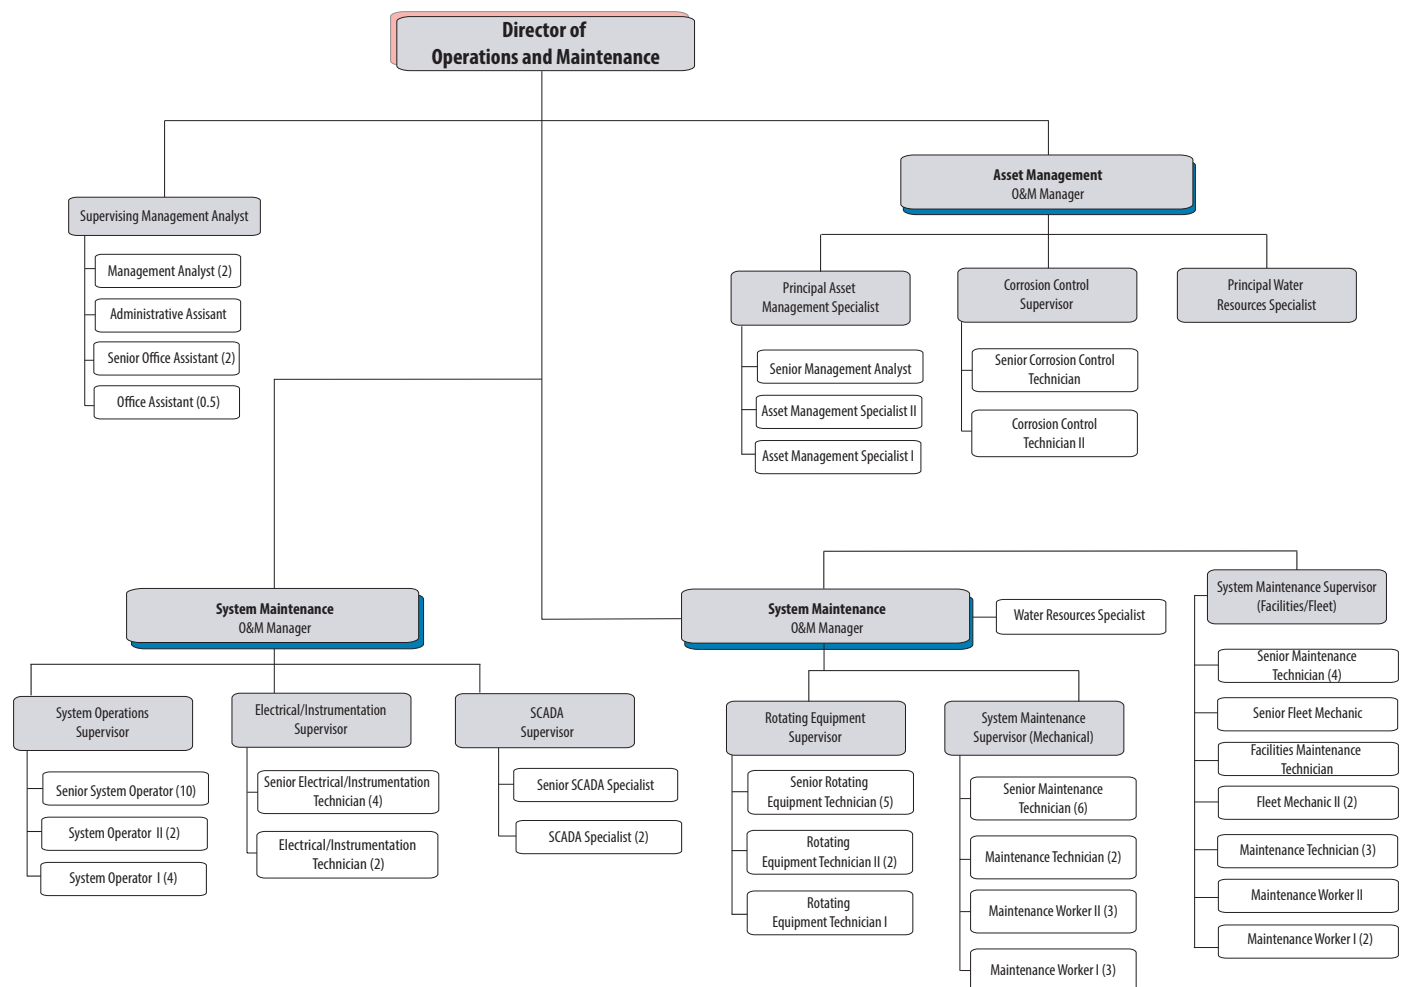 Director of
Operations and Maintenance
Asset Management
O&M Manager
Supervising Management Analyst
Management Analyst (2)
Administrative Assisant
Senior Office Assistant (2)
Office Assistant (0.5)
Principal Asset
Management Specialist
Senior Management Analyst
Asset Management Specialist II
Asset Management Specialist I
Corrosion Control
Supervisor
Senior Corrosion Control
Technician
Corrosion Control
Technician II
Principal Water
Resources Specialist
System Maintenance
O&M Manager
System Operations
Supervisor
Senior System Operator (10)
System Operator II (2)
System Operator I (4)
Electrical/Instrumentation
Supervisor
Senior Electrical/Instrumentation
Technician (4)
Electrical/Instrumentation
Technician (2)
SCADA
Supervisor
Senior SCADA Specialist
SCADA Specialist (2)
System Maintenance
O&M Manager
Water Resources Specialist
Rotating Equipment
Supervisor
Senior Rotating
Equipment Technician (5)
Rotating
Equipment Technician II (2)
Rotating
Equipment Technician I
System Maintenance
Supervisor (Mechanical)
Senior Maintenance
Technician (6)
Maintenance Technician (2)
Maintenance Worker II (3)
Maintenance Worker I (3)
System Maintenance Supervisor
(Facilities/Fleet)
Senior Maintenance
Technician (4)
Senior Fleet Mechanic
Facilities Maintenance
Technician
Fleet Mechanic II (2)
Maintenance Technician (3)
Maintenance Worker II
Maintenance Worker I (2)